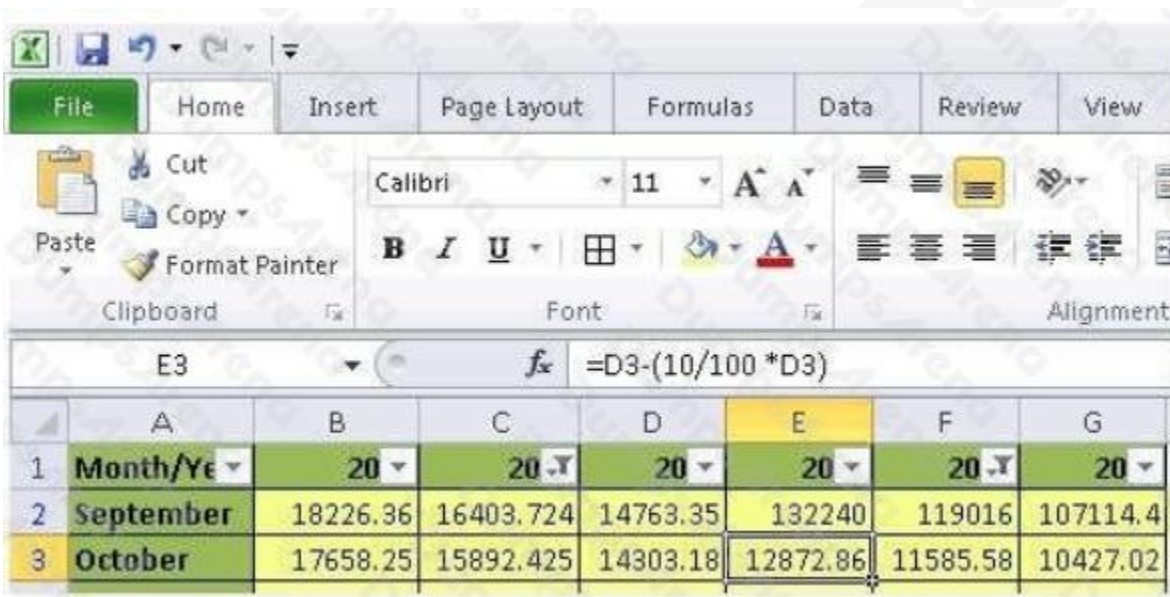 File Home Insert Page Layout Formulas Data Review View
Cut
Copy
Paste
Format Painter
Clipboard
Calibri 11 A A
B I U A
Font
Alignment
E3 fx =D3-(10/100 *D3)
A B C D E F G
1 Month/Ye 20 20 20 20 20 20
2 September 18226.36 16403.724 14763.35 132240 119016 107114.4
3 October 17658.25 15892.425 14303.18 12872.86 11585.58 10427.02
DumpsArena